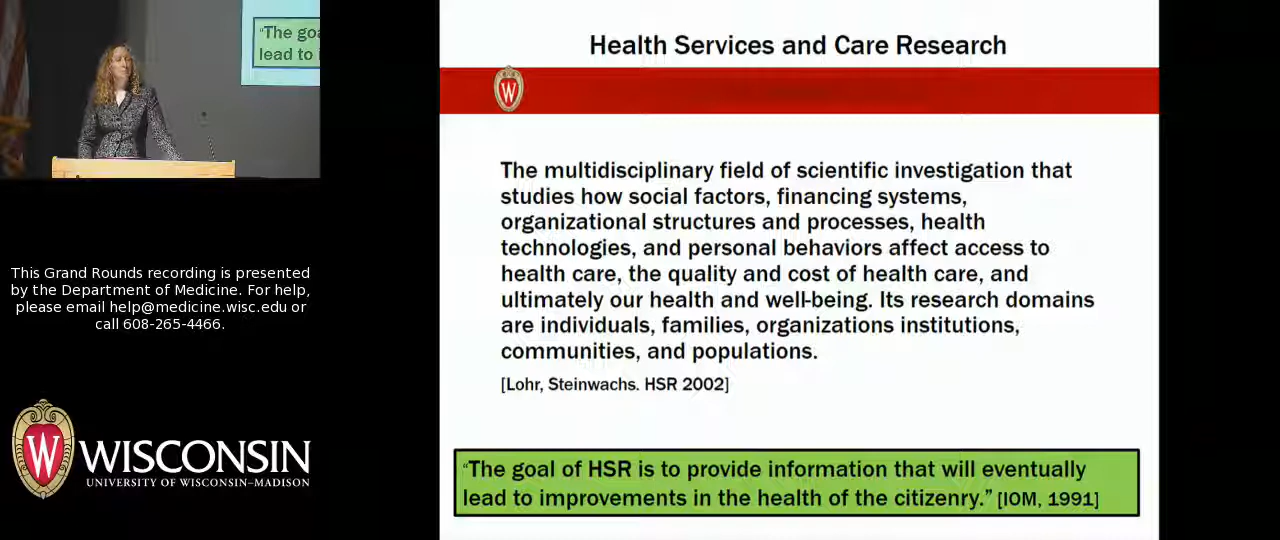 "The goa
lead to i
Health Services and Care Research
W
The multidisciplinary field of scientific investigation that
studies how social factors, financing systems,
organizational structures and processes, health
technologies, and personal behaviors affect access to
health care, the quality and cost of health care, and
ultimately our health and well-being. Its research domains
are individuals, families, organizations institutions,
communities, and populations.
[Lohr, Steinwachs. HSR 2002]
"The goal of HSR is to provide information that will eventually
lead to improvements in the health of the citizenry." [IOM, 1991]
This Grand Rounds recording is presented
by the Department of Medicine. For help,
please email help@medicine.wisc.edu or
call 608-265-4466.
W
WISCONSIN
UNIVERSITY OF WISCONSIN–MADISON